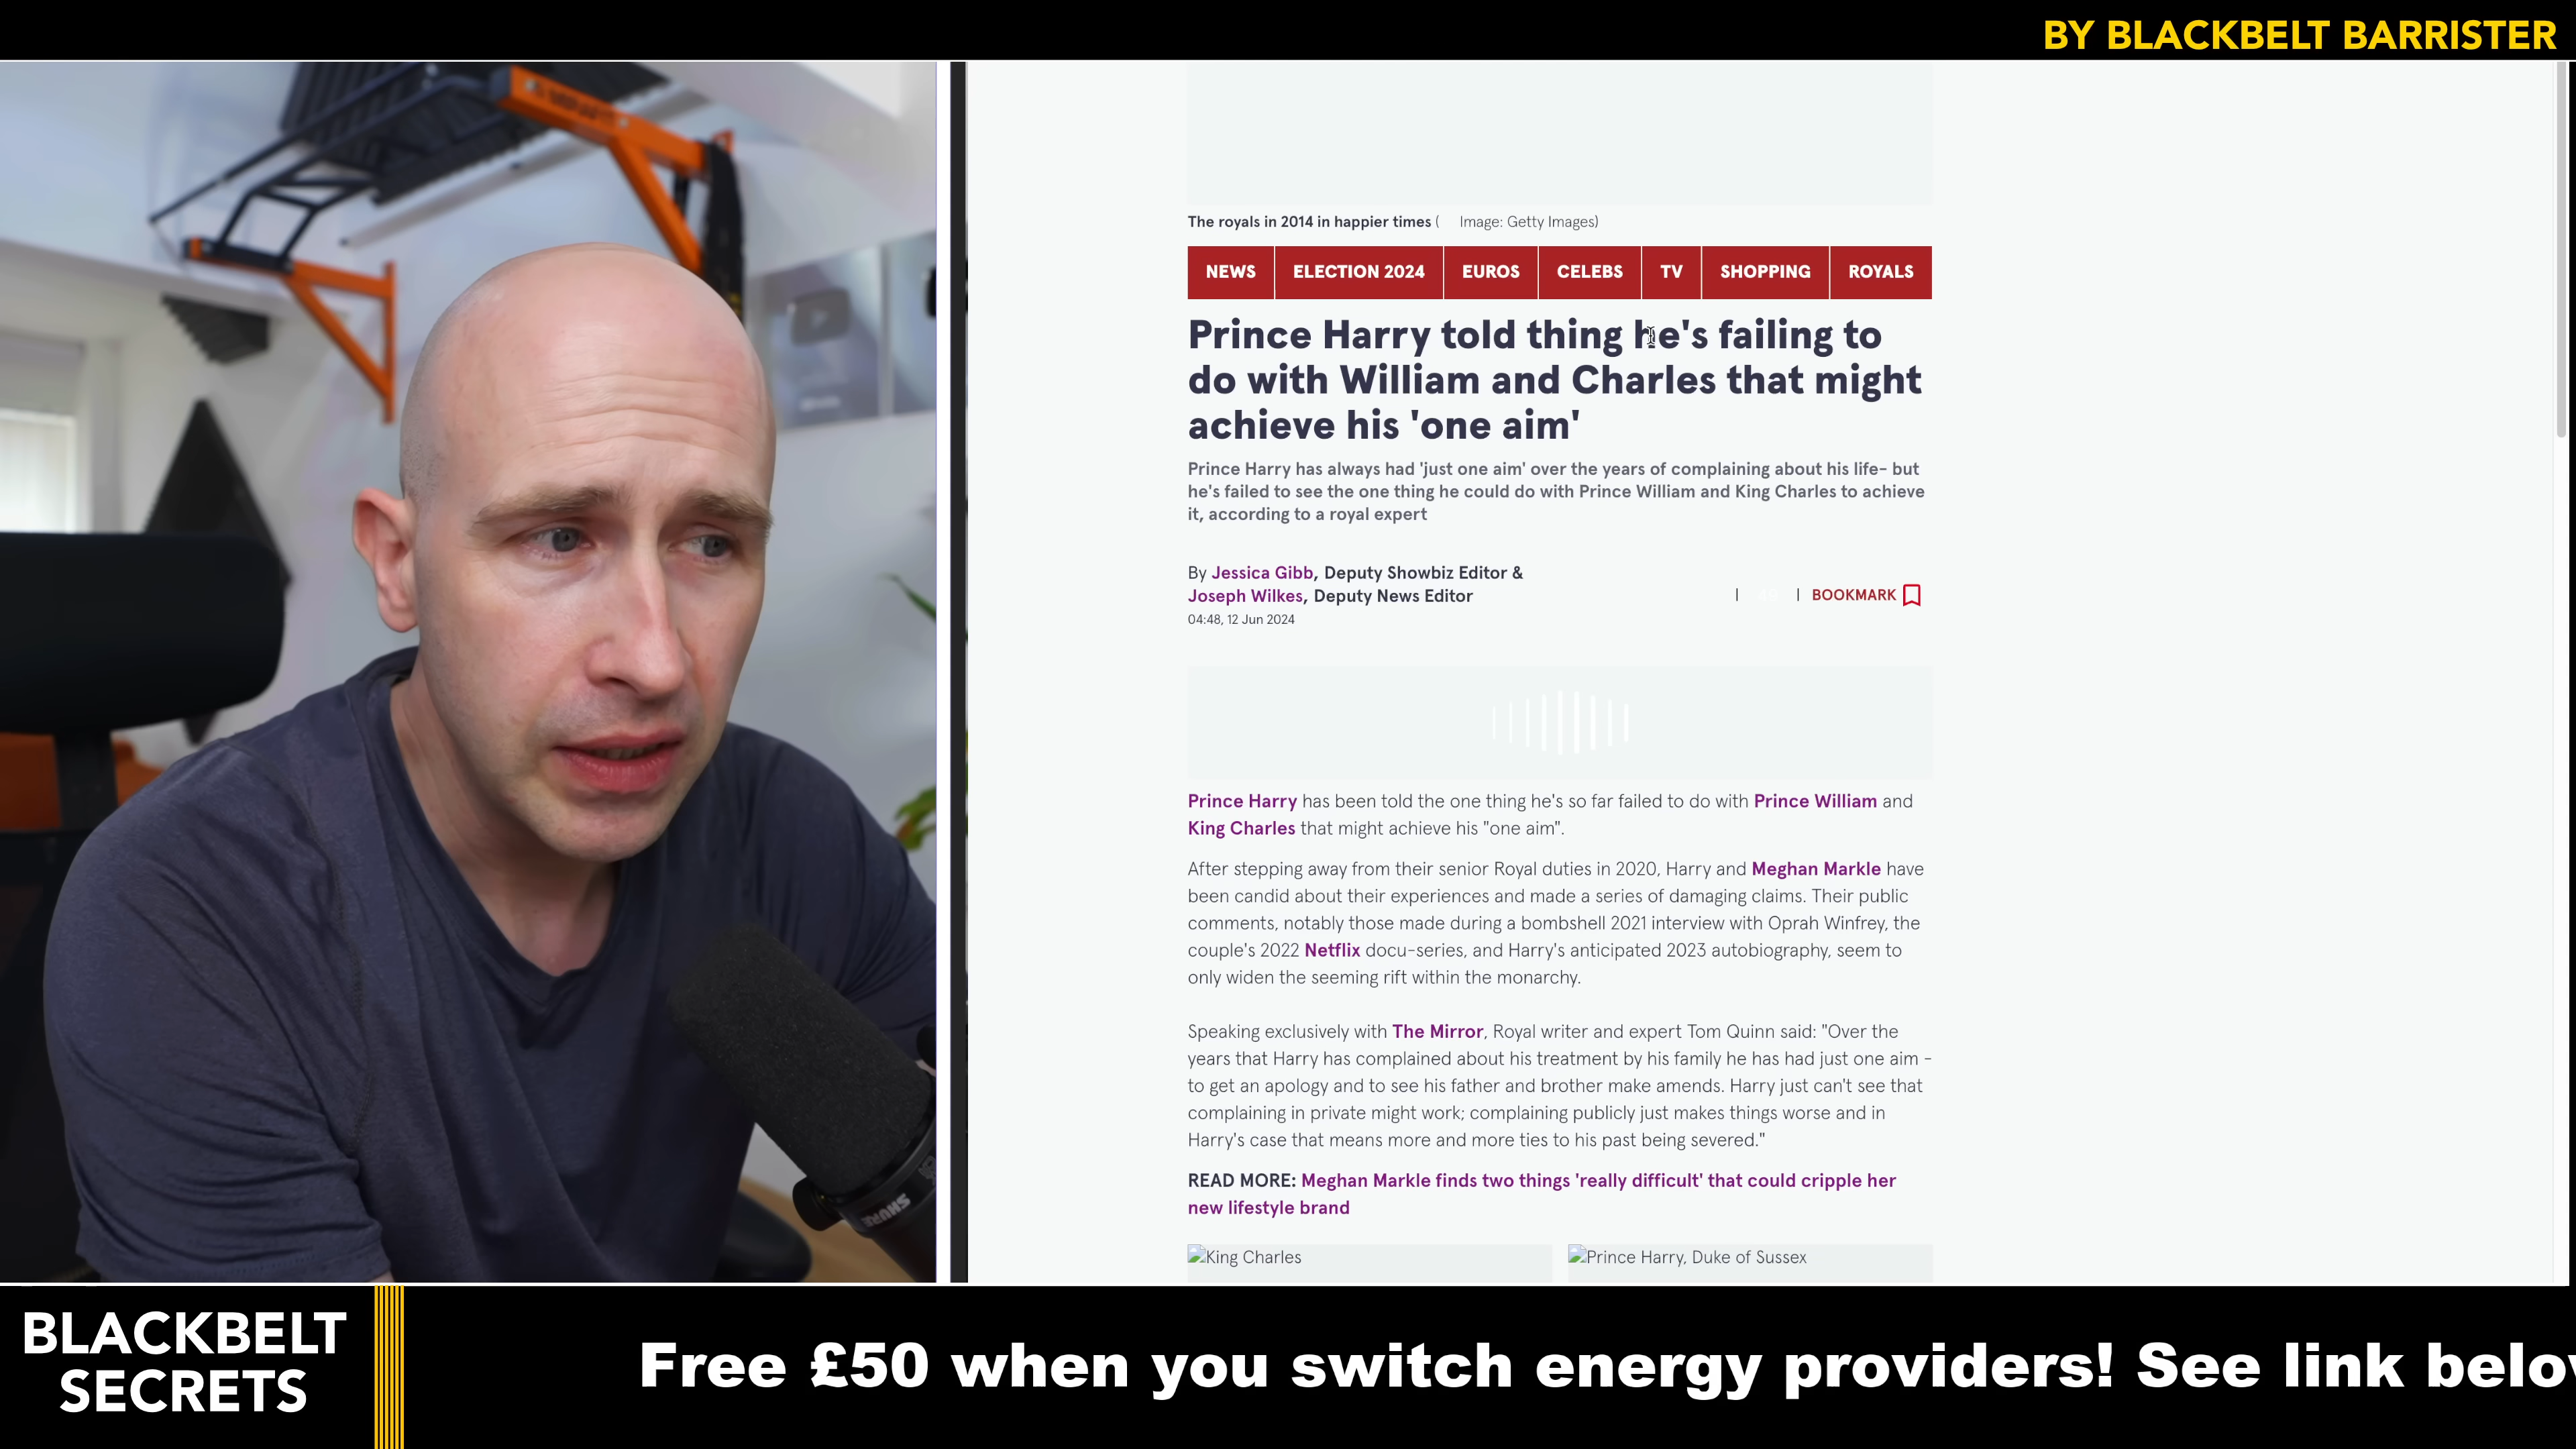 BY BLACKBELT BARRISTER
The royals in 2014 in happier times ( Image: Getty Images)
NEWS ELECTION 2024 EUROS CELEBS TV SHOPPING ROYALS
Prince Harry told thing he's failing to
do with William and Charles that might
achieve his 'one aim'
Prince Harry has always had 'just one aim' over the years of complaining about his life- but
he's failed to see the one thing he could do with Prince William and King Charles to achieve
it, according to a royal expert
By Jessica Gibb, Deputy Showbiz Editor &
Joseph Wilkes, Deputy News Editor
04:48, 12 Jun 2024
| | BOOKMARK
Prince Harry has been told the one thing he's so far failed to do with Prince William and
King Charles that might achieve his "one aim".
After stepping away from their senior Royal duties in 2020, Harry and Meghan Markle have
been candid about their experiences and made a series of damaging claims. Their public
comments, notably those made during a bombshell 2021 interview with Oprah Winfrey, the
couple's 2022 Netflix docu-series, and Harry's anticipated 2023 autobiography, seem to
only widen the seeming rift within the monarchy.
Speaking exclusively with The Mirror, Royal writer and expert Tom Quinn said: "Over the
years that Harry has complained about his treatment by his family he has had just one aim -
to get an apology and to see his father and brother make amends. Harry just can't see that
complaining in private might work; complaining publicly just makes things worse and in
Harry's case that means more and more ties to his past being severed."
READ MORE: Meghan Markle finds two things 'really difficult' that could cripple her
new lifestyle brand
King Charles
Prince Harry, Duke of Sussex
SHURE
BLACKBELT
SECRETS
Free £50 when you switch energy providers! See link belov